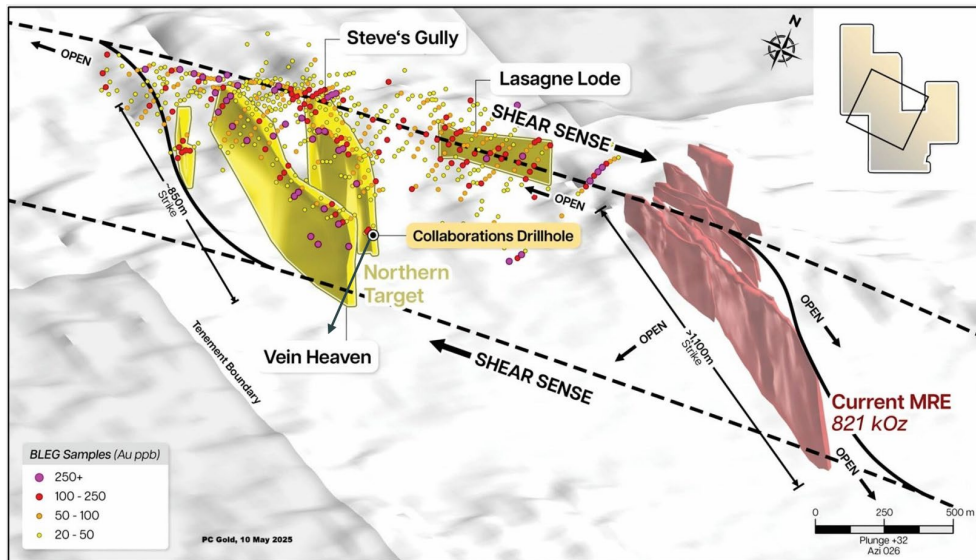 N
OPEN
Steve's Gully
Lasagne Lode
SHEAR SENSE
~850m
Strike
OPEN
Collaborations Drillhole
Northern
Target
Vein Heaven
OPEN
SHEAR SENSE
>1,100m
Strike
OPEN
Tenement Boundary
Current MRE
821 kOz
OPEN
BLEG Samples (Au ppb)
250+
100 - 250
50 - 100
20 - 50
PC Gold, 10 May 2025
0 250 500 m
Plunge +32
Azi 026